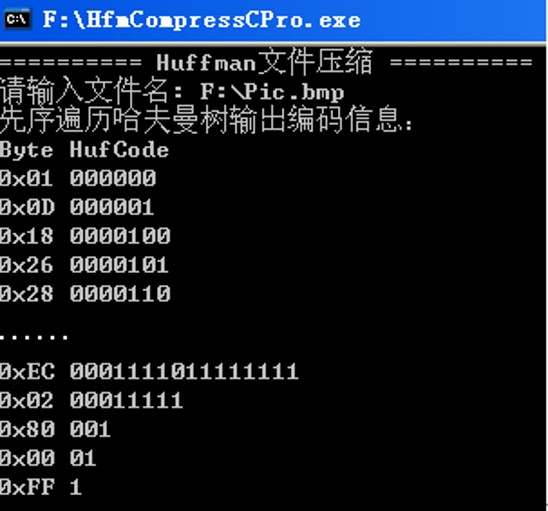 F:\HfmCompressCPro.exe
========== Huffman文件压缩 ==========
请输入文件名: F:\Pic.bmp
先序遍历哈夫曼树输出编码信息:
Byte HufCode
0x01 000000
0x0D 000001
0x18 0000100
0x26 0000101
0x28 0000110
......
0xEC 0001111011111111
0x02 00011111
0x80 001
0x00 01
0xFF 1